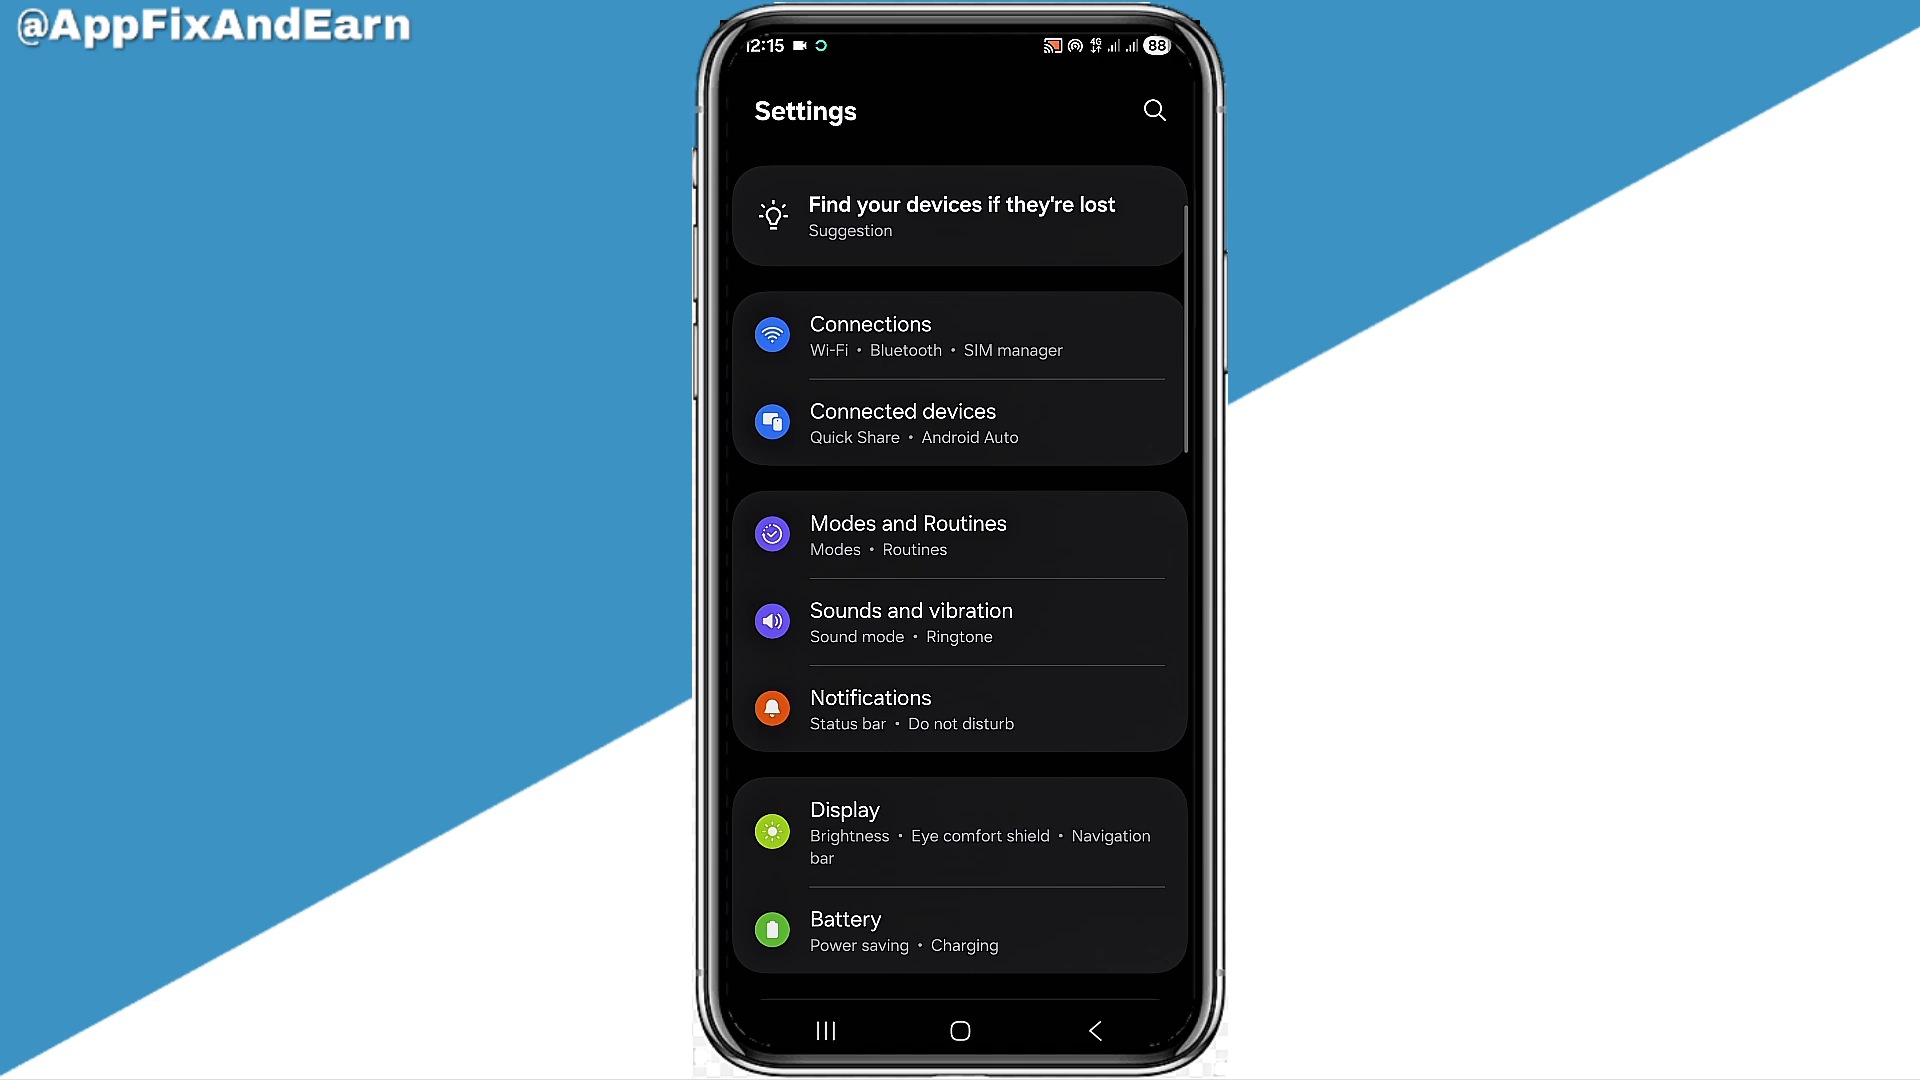 @AppFixAndEarn
12:15
4G
88
Settings
Find your devices if they're lost
Suggestion
Connections
Wi-Fi • Bluetooth • SIM manager
Connected devices
Quick Share • Android Auto
Modes and Routines
Modes • Routines
Sounds and vibration
Sound mode • Ringtone
Notifications
Status bar • Do not disturb
Display
Brightness • Eye comfort shield • Navigation
bar
Battery
Power saving • Charging